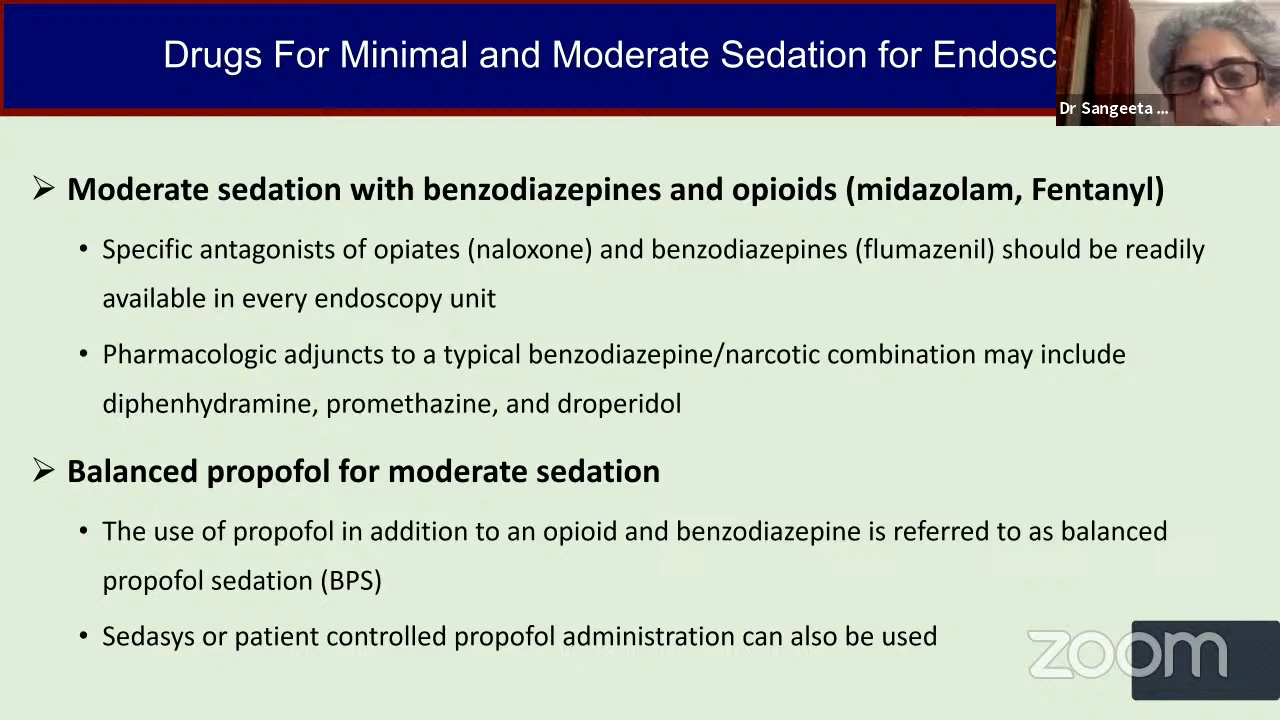 Drugs For Minimal and Moderate Sedation for Endosc
Dr Sangeeta ...
➢ Moderate sedation with benzodiazepines and opioids (midazolam, Fentanyl)
• Specific antagonists of opiates (naloxone) and benzodiazepines (flumazenil) should be readily
available in every endoscopy unit
• Pharmacologic adjuncts to a typical benzodiazepine/narcotic combination may include
diphenhydramine, promethazine, and droperidol
➢ Balanced propofol for moderate sedation
• The use of propofol in addition to an opioid and benzodiazepine is referred to as balanced
propofol sedation (BPS)
• Sedasys or patient controlled propofol administration can also be used
zoom